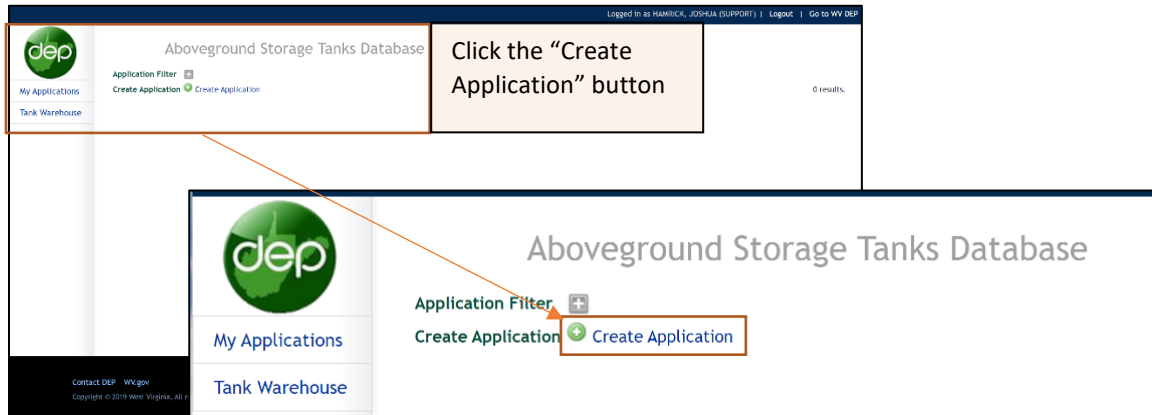 Logged in as HAMRICK, JOSHUA (SUPPORT) | Logout | Go to WV DEP
dep
Aboveground Storage Tanks Database
Application Filter
My Applications
Create Application Create Application
0 results.
Tank Warehouse
Click the “Create
Application” button
dep
Aboveground Storage Tanks Database
Application Filter
Create Application Create Application
My Applications
Tank Warehouse
Contact DEP WV.gov
Copyright © 2019 West Virginia, All r